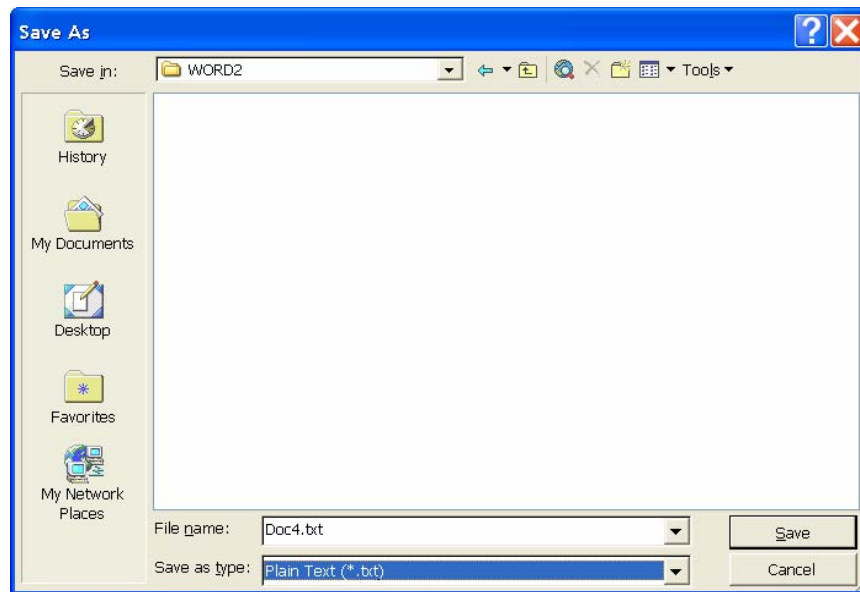 Save As
Save in:
WORD2
Tools
History
My Documents
Desktop
Favorites
My Network
Places
File name:
Doc4.txt
Save
Save as type:
Plain Text (*.txt)
Cancel